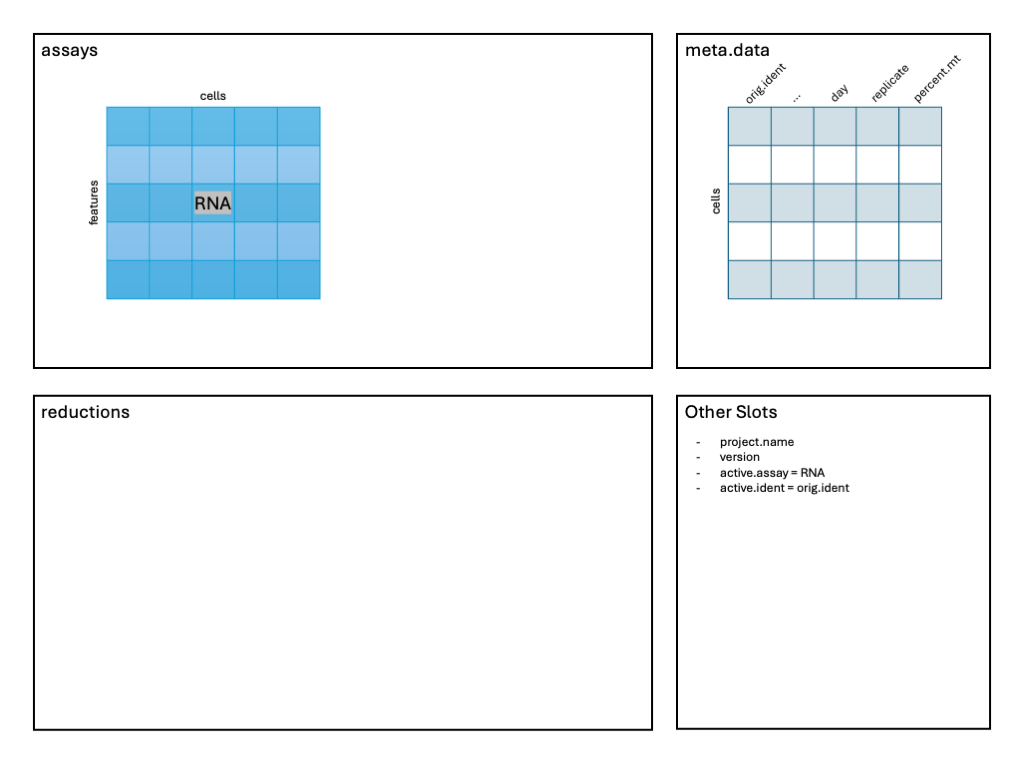 assays
cells
features
RNA
meta.data
orig.ident
...
day
replicate
percent.mt
cells
reductions
Other Slots
- project.name
- version
- active.assay = RNA
- active.ident = orig.ident